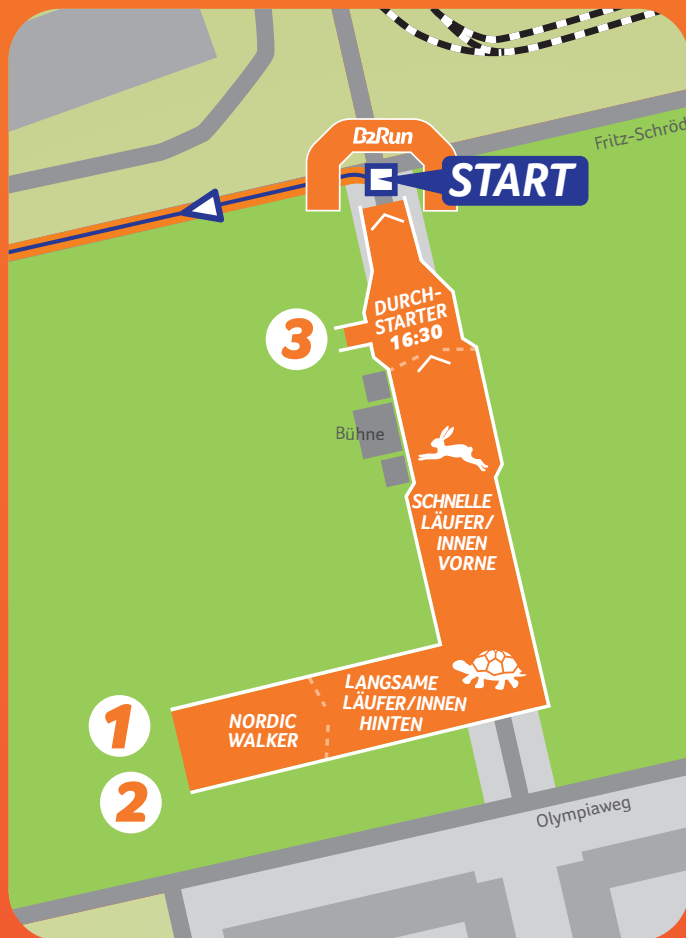 B2Run
Fritz-Schröd
START
DURCH-
STARTER
16:30
3
Bühne
SCHNELLE
LÄUFER/
INNEN
VORNE
LANGSAME
LÄUFER/INNEN
HINTEN
NORDIC
WALKER
1
2
Olympiaweg